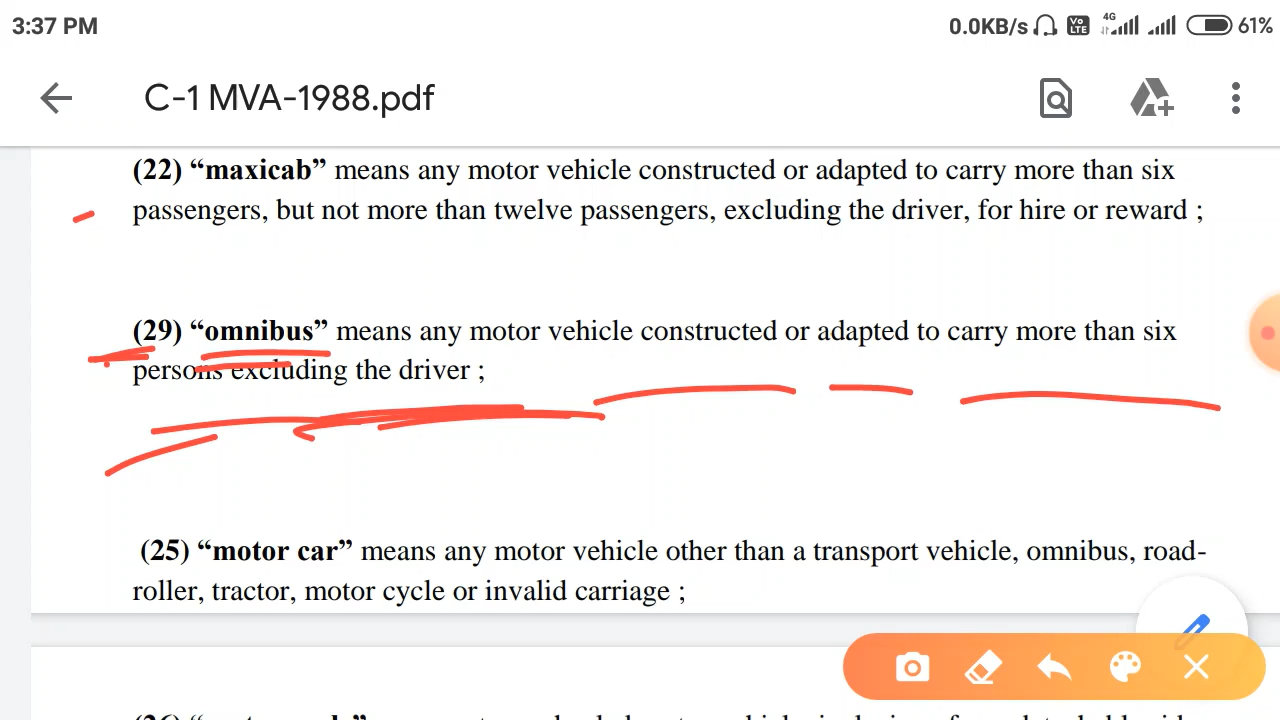 3:37 PM 0.0KB/s Vo LTE 4G 61%
C-1 MVA-1988.pdf
(22) “maxicab” means any motor vehicle constructed or adapted to carry more than six
passengers, but not more than twelve passengers, excluding the driver, for hire or reward ;
(29) “omnibus” means any motor vehicle constructed or adapted to carry more than six
persons excluding the driver ;
(25) “motor car” means any motor vehicle other than a transport vehicle, omnibus, road-
roller, tractor, motor cycle or invalid carriage ;